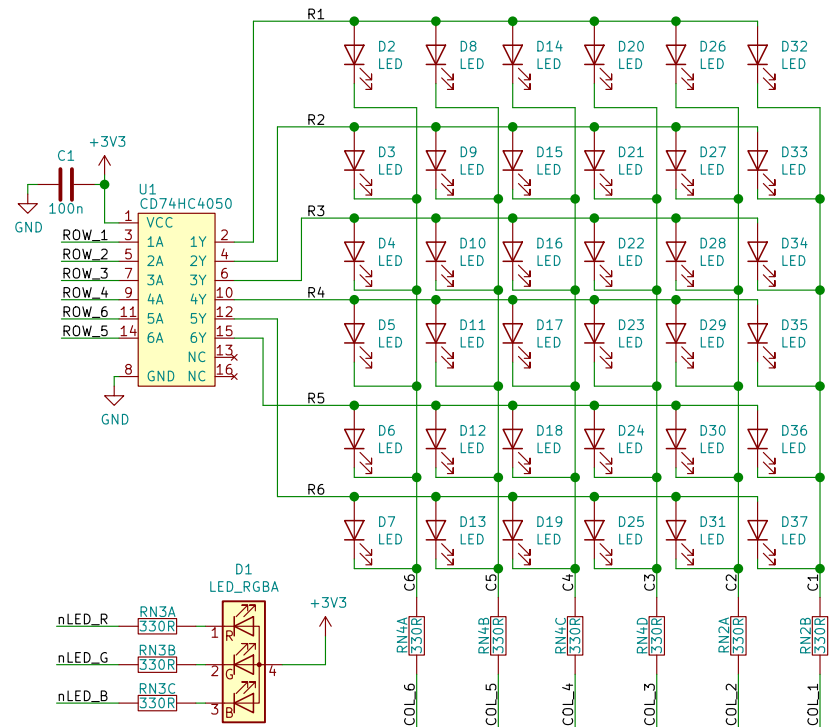 R1
D2 D8 D14 D20 D26 D32
LED LED LED LED LED LED
R2
+3V3
C1
D3 D9 D15 D21 D27 D33
LED LED LED LED LED LED
U1
CD74HC4050
100n
GND
R3
1 VCC
ROW_1 3 1A 1Y 2
ROW_2 5 2A 2Y 4
ROW_3 7 3A 3Y 6
ROW_4 9 4A 4Y 10
ROW_6 11 5A 5Y 12
ROW_5 14 6A 6Y 15
NC 13
8 GND NC 16
GND
D4 D10 D16 D22 D28 D34
LED LED LED LED LED LED
R4
D5 D11 D17 D23 D29 D35
LED LED LED LED LED LED
R5
D6 D12 D18 D24 D30 D36
LED LED LED LED LED LED
R6
D7 D13 D19 D25 D31 D37
LED LED LED LED LED LED
C6 C5 C4 C3 C2 C1
D1
LED_RGBA
+3V3
nLED_R RN3A 330R 1 R
nLED_G RN3B 330R 2 G 4
nLED_B RN3C 330R 3 B
RN4A RN4B RN4C RN4D RN2A RN2B
330R 330R 330R 330R 330R 330R
COL_6 COL_5 COL_4 COL_3 COL_2 COL_1